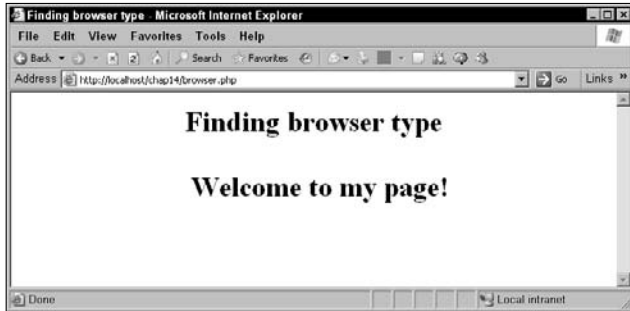 Finding browser type - Microsoft Internet Explorer
File Edit View Favorites Tools Help
Back Search Favorites
Address http://localhost/chap14/browser.php Go Links »
Finding browser type
Welcome to my page!
Done Local intranet